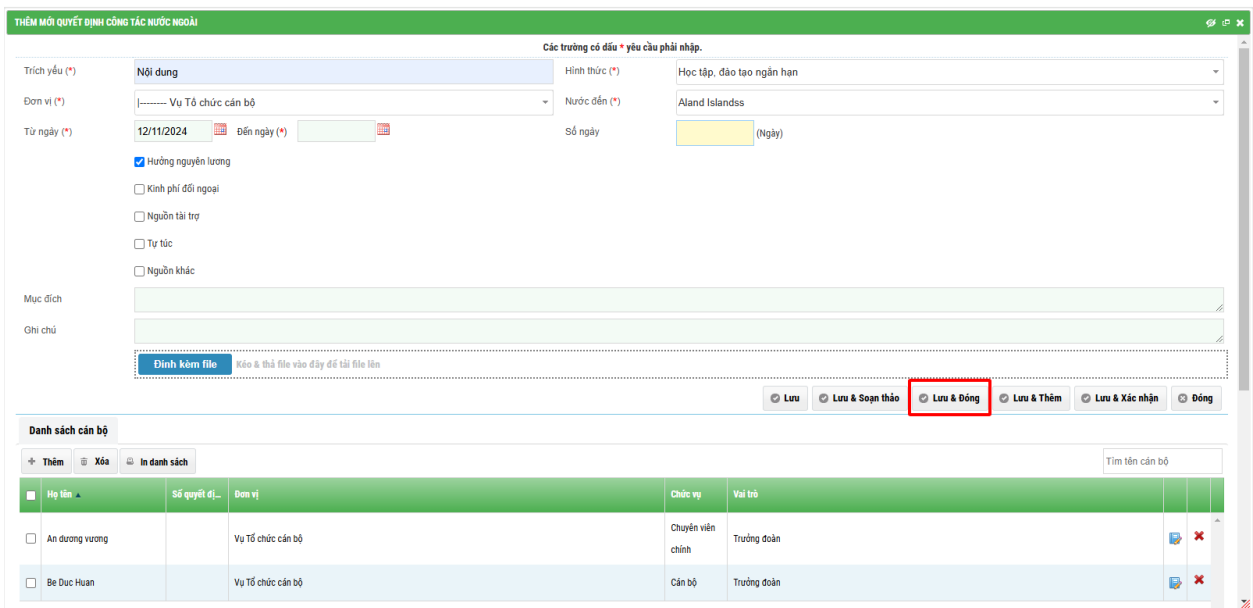 THÊM MỚI QUYẾT ĐỊNH CÔNG TÁC NƯỚC NGOÀI
Các trường có dấu * yêu cầu phải nhập.
Trích yếu (*) Nội dung Hình thức (*) Học tập, đào tạo ngắn hạn
Đơn vị (*) |-------- Vụ Tổ chức cán bộ Nước đến (*) Aland Islandss
Từ ngày (*) 12/11/2024 Đến ngày (*) Số ngày (Ngày)
Hưởng nguyên lương
Kinh phí đối ngoại
Nguồn tài trợ
Tự túc
Nguồn khác
Mục đích
Ghi chú
Đính kèm file Kéo & thả file vào đây để tải file lên
Lưu Lưu & Soạn thảo Lưu & Đóng Lưu & Thêm Lưu & Xác nhận Đóng
Danh sách cán bộ
Thêm Xóa In danh sách Tìm tên cán bộ
Họ tên Số quyết đị... Đơn vị Chức vụ Vai trò
An dương vương Vụ Tổ chức cán bộ Chuyên viên chính Trưởng đoàn
Be Duc Huan Vụ Tổ chức cán bộ Cán bộ Trưởng đoàn